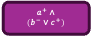 a⁺ ∧
(b⁻ ∨ c⁺)